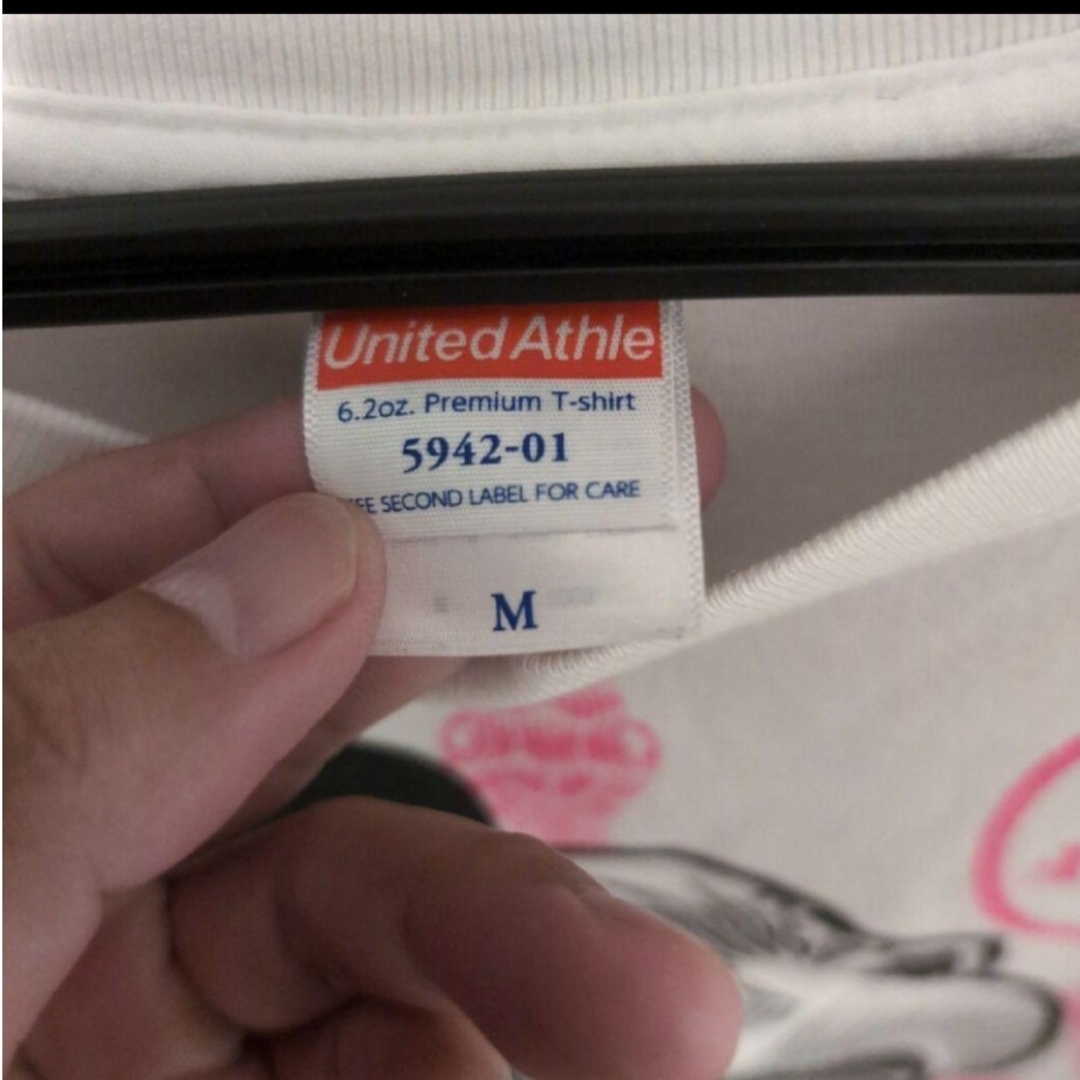 United Athle
6.2oz. Premium T-shirt
5942-01
SECOND LABEL FOR CARE
M